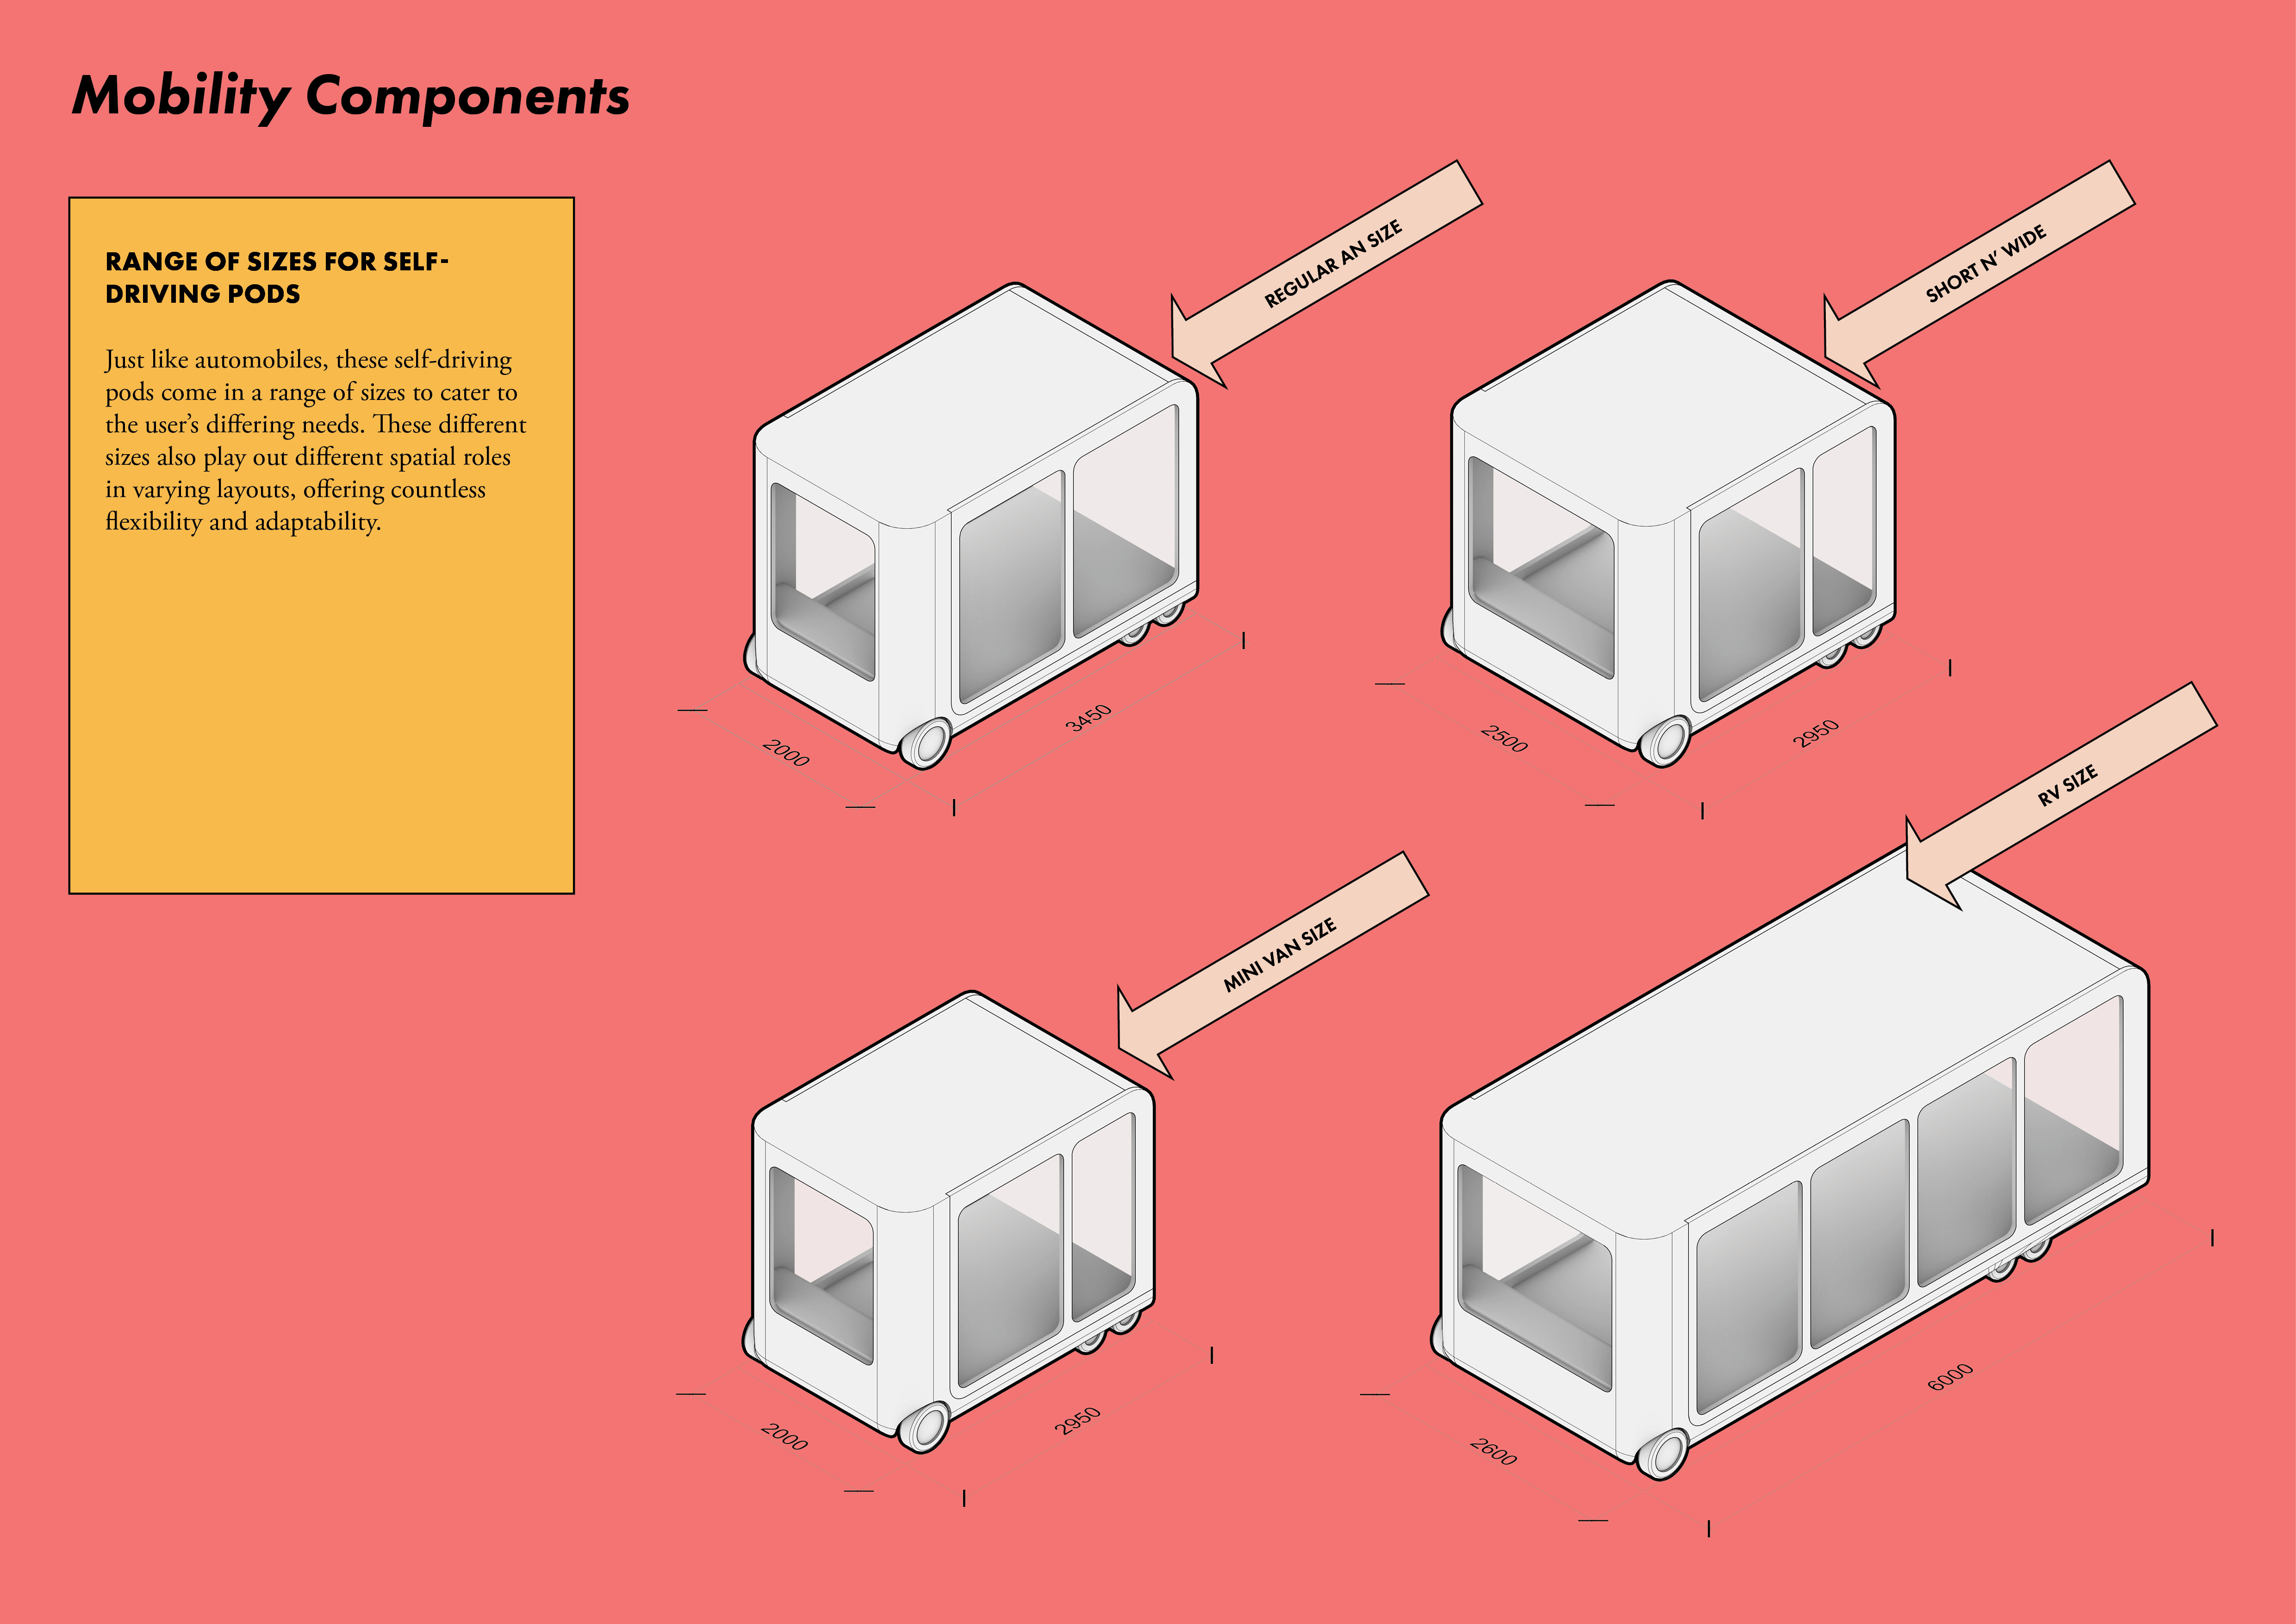 Mobility Components
RANGE OF SIZES FOR SELF-
DRIVING PODS
Just like automobiles, these self-driving
pods come in a range of sizes to cater to
the user’s differing needs. These different
sizes also play out different spatial roles
in varying layouts, offering countless
flexibility and adaptability.
REGULAR AN SIZE
2000
3450
SHORT N’ WIDE
2500
2950
MINI VAN SIZE
2000
2950
RV SIZE
2600
6000